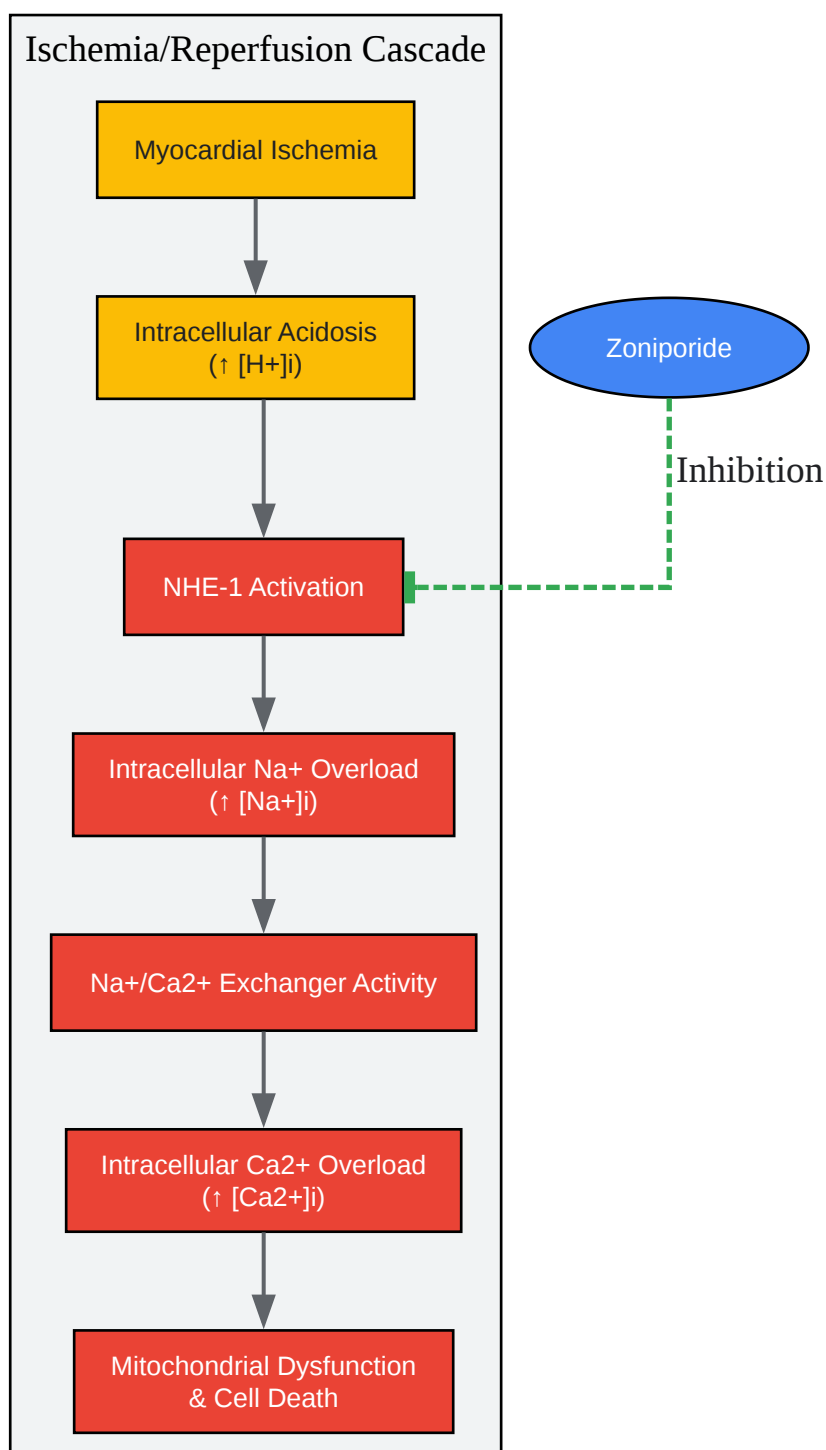 Ischemia/Reperfusion Cascade
Myocardial Ischemia
Intracellular Acidosis
(↑ [H+]i)
Zoniporide
Inhibition
NHE-1 Activation
Intracellular Na+ Overload
(↑ [Na+]i)
Na+/Ca2+ Exchanger Activity
Intracellular Ca2+ Overload
(↑ [Ca2+]i)
Mitochondrial Dysfunction
& Cell Death